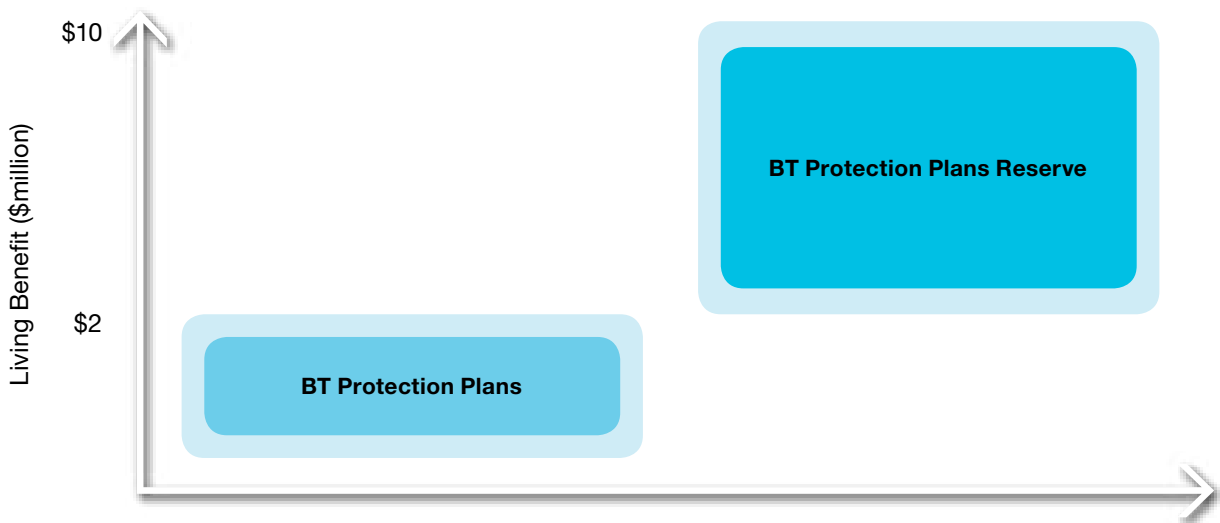 $10
BT Protection Plans Reserve
Living Benefit ($million)
$2
BT Protection Plans